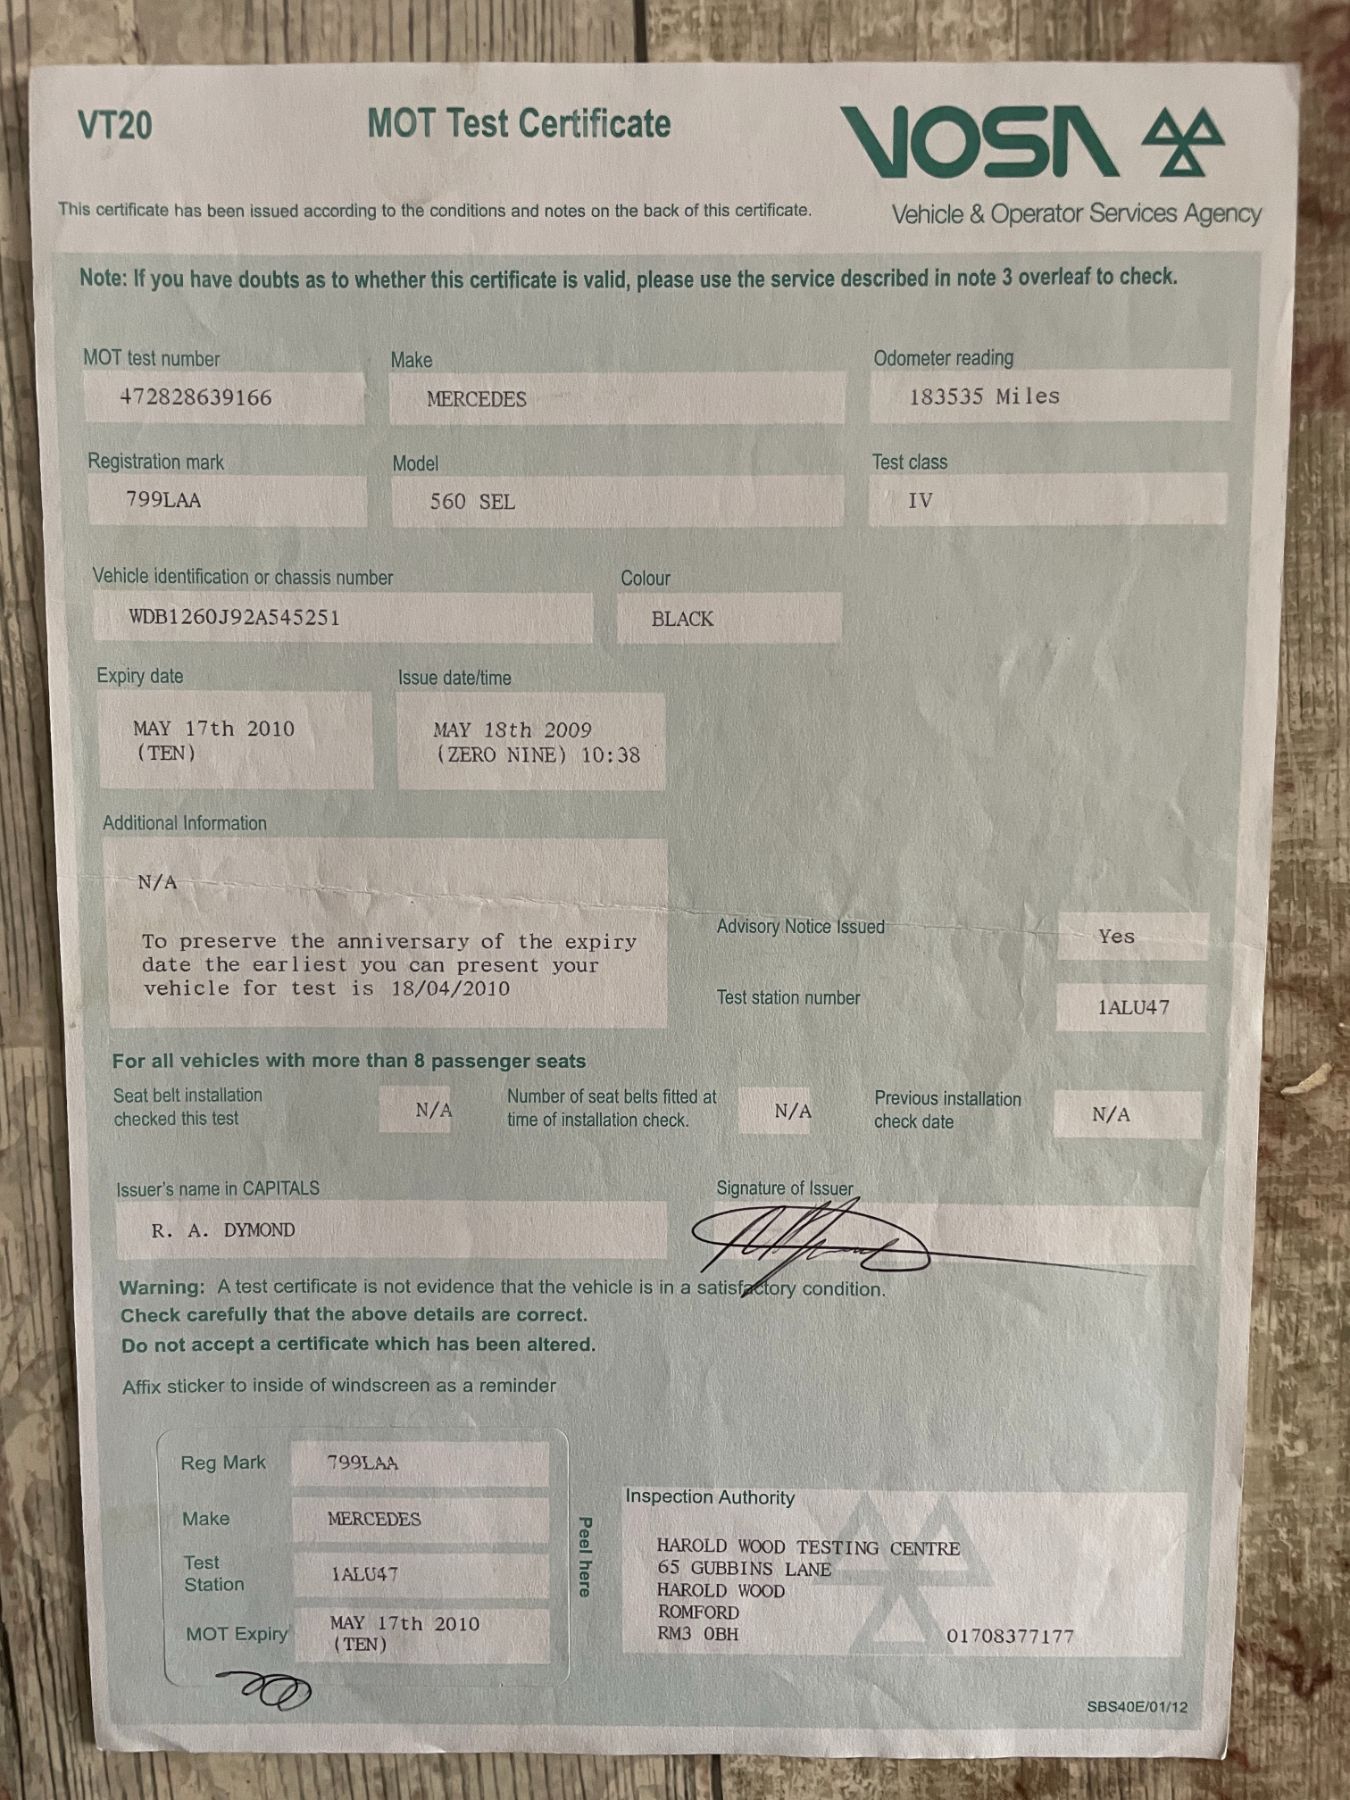 VT20
MOT Test Certificate
VOSA
Vehicle & Operator Services Agency
This certificate has been issued according to the conditions and notes on the back of this certificate.
Note: If you have doubts as to whether this certificate is valid, please use the service described in note 3 overleaf to check.
MOT test number
472828639166
Make
MERCEDES
Odometer reading
183535 Miles
Registration mark
799LAA
Model
560 SEL
Test class
IV
Vehicle identification or chassis number
WDB1260J92A545251
Colour
BLACK
Expiry date
MAY 17th 2010
(TEN)
Issue date/time
MAY 18th 2009
(ZERO NINE) 10:38
Additional Information
N/A
To preserve the anniversary of the expiry
date the earliest you can present your
vehicle for test is 18/04/2010
Advisory Notice Issued
Yes
Test station number
1ALU47
For all vehicles with more than 8 passenger seats
Seat belt installation
checked this test
N/A
Number of seat belts fitted at
time of installation check.
N/A
Previous installation
check date
N/A
Issuer's name in CAPITALS
R. A. DYMOND
Signature of Issuer
Warning: A test certificate is not evidence that the vehicle is in a satisfactory condition.
Check carefully that the above details are correct.
Do not accept a certificate which has been altered.
Affix sticker to inside of windscreen as a reminder
Reg Mark
799LAA
Make
MERCEDES
Test
Station
1ALU47
MOT Expiry
MAY 17th 2010
(TEN)
Peel here
Inspection Authority
HAROLD WOOD TESTING CENTRE
65 GUBBINS LANE
HAROLD WOOD
ROMFORD
RM3 0BH
01708377177
SBS40E/01/12